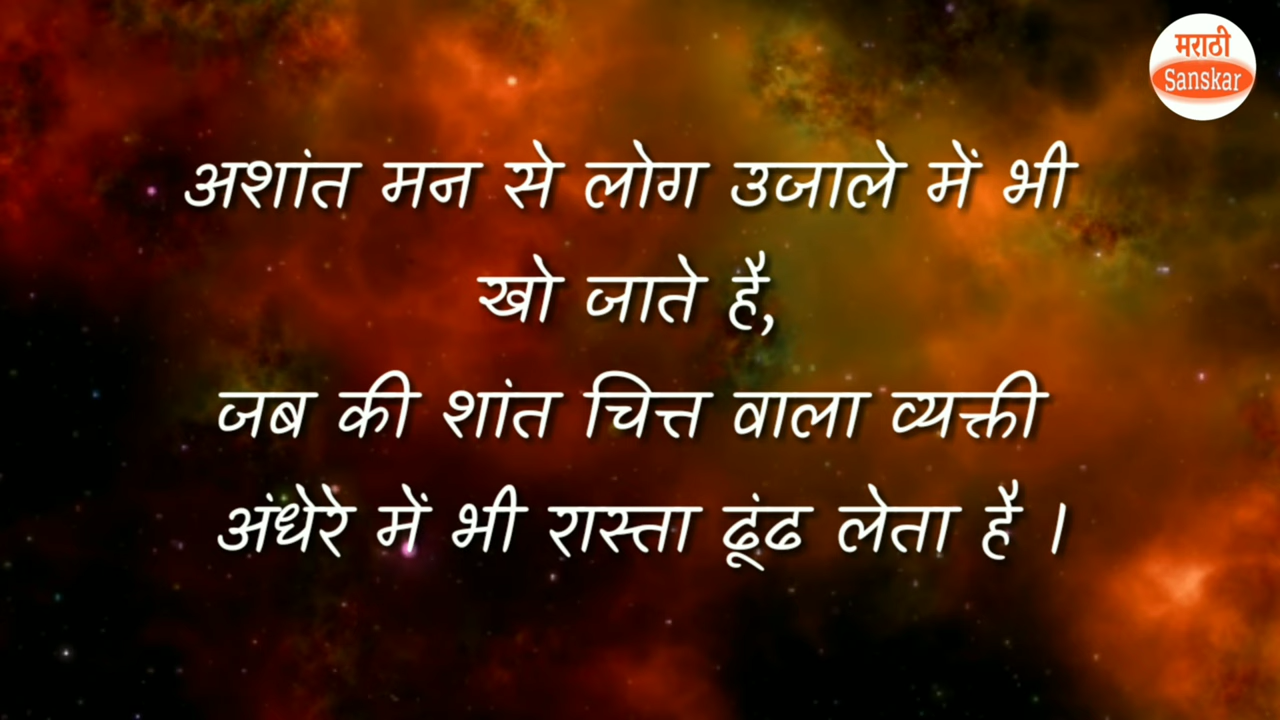 मराठी
Sanskar
अशांत मन से लोग उजाले में भी
खो जाते है,
जब की शांत चित्त वाला व्यक्ती
अंधेरे में भी रास्ता ढूंढ लेता है ।